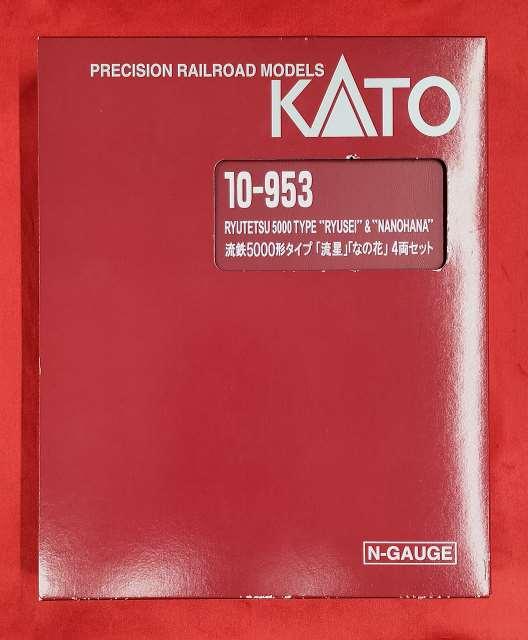 PRECISION RAILROAD MODELS
KATO
10-953
RYUTETSU 5000 TYPE "RYUSEI" & "NANOHANA"
流鉄5000形タイプ「流星」「なの花」4両セット
N-GAUGE